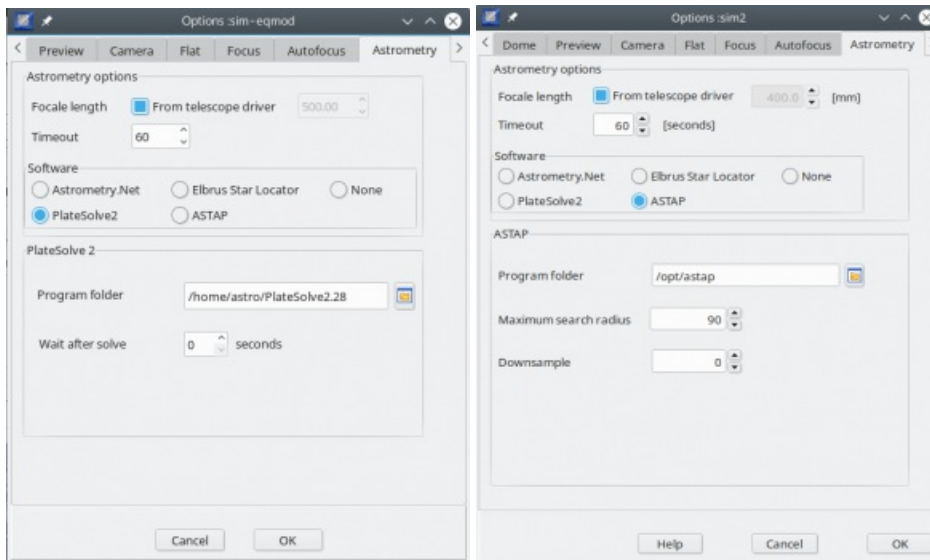 Options :sim-eqmod
Preview Camera Flat Focus Autofocus Astrometry
Astrometry options
Focale length From telescope driver 500.00
Timeout 60
Software
Astrometry.Net Elbrus Star Locator None
PlateSolve2 ASTAP
PlateSolve 2
Program folder /home/astro/PlateSolve2.28
Wait after solve 0 seconds
Cancel OK
Options :sim2
Dome Preview Camera Flat Focus Autofocus Astrometry
Astrometry options
Focale length From telescope driver 400.0 [mm]
Timeout 60 [seconds]
Software
Astrometry.Net Elbrus Star Locator None
PlateSolve2 ASTAP
ASTAP
Program folder /opt/astap
Maximum search radius 90
Downsample 0
Help Cancel OK